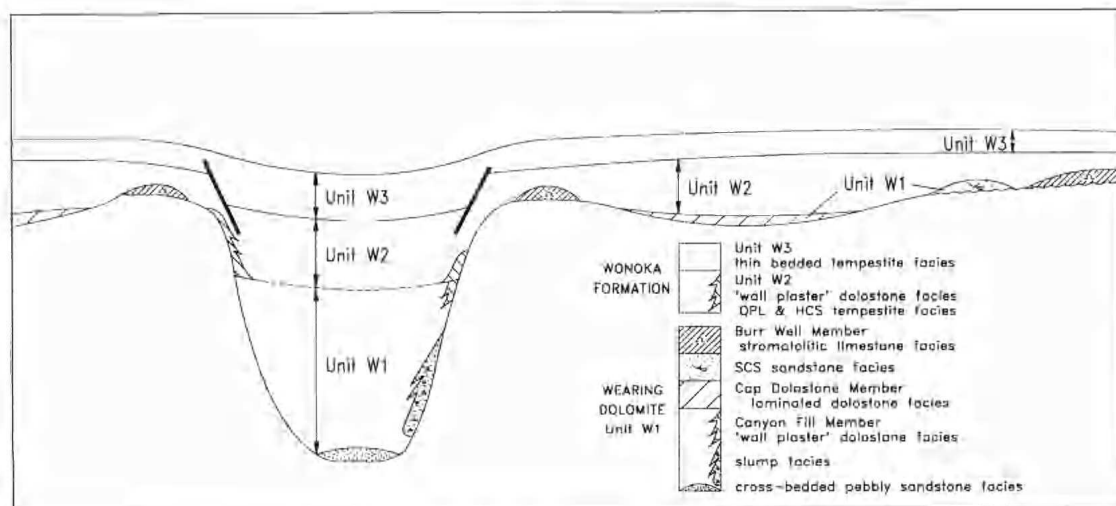 Unit W3
Unit W3
Unit W2
Unit W1
Unit W2
Unit W1
WONOKA
FORMATION
Unit W3
thin bedded tempestite facies
Unit W2
'wall plaster' dolostone facies
QPL & HCS tempestite facies
WEARING
DOLOMITE
Unit W1
Burr Well Member
stromatolitic limestone facies
SCS sandstone facies
Cap Dolostone Member
laminated dolostone facies
Canyon Fill Member
'wall plaster' dolostone facies
slump facies
cross-bedded pebbly sandstone facies